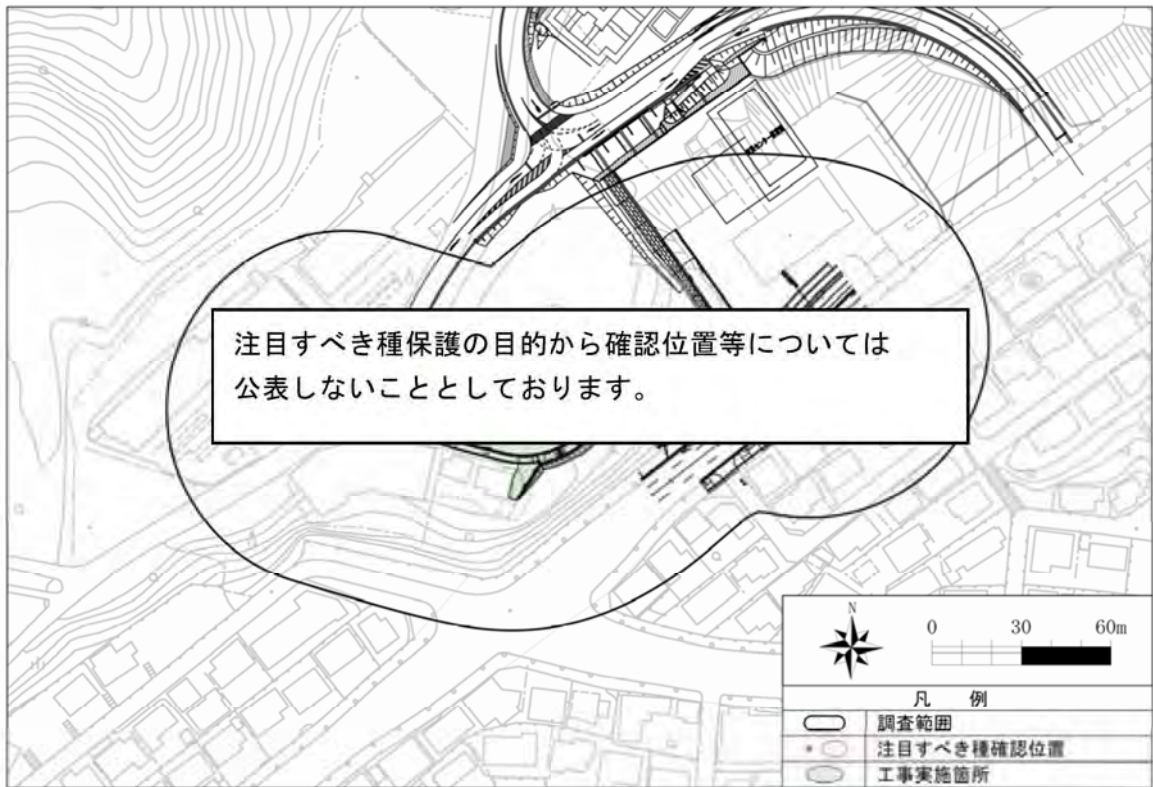 注目すべき種保護の目的から確認位置等については
公表しないこととしております。
N
0 30 60m
凡 例
調査範囲
注目すべき種確認位置
工事実施箇所